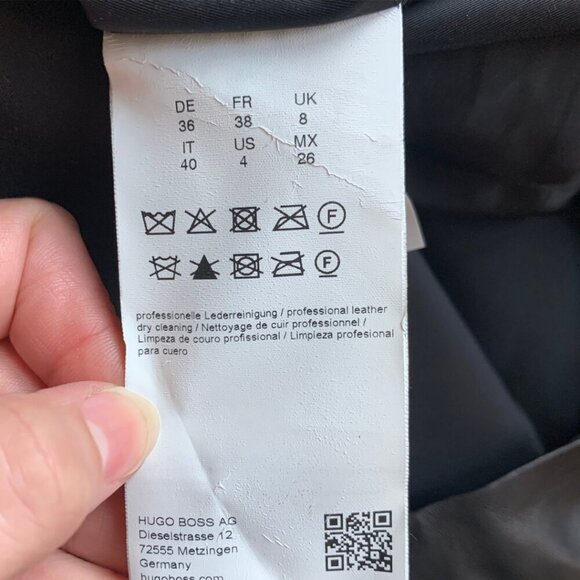 DE FR UK
36 38 8
IT US MX
40 4 26
F
F
professionelle Lederreinigung / professional leather
dry cleaning / Nettoyage de cuir professionnel /
Limpeza de couro profissional / Limpieza profesional
para cuero
HUGO BOSS AG
Dieselstrasse 12
72555 Metzingen
Germany
hugoboss.com